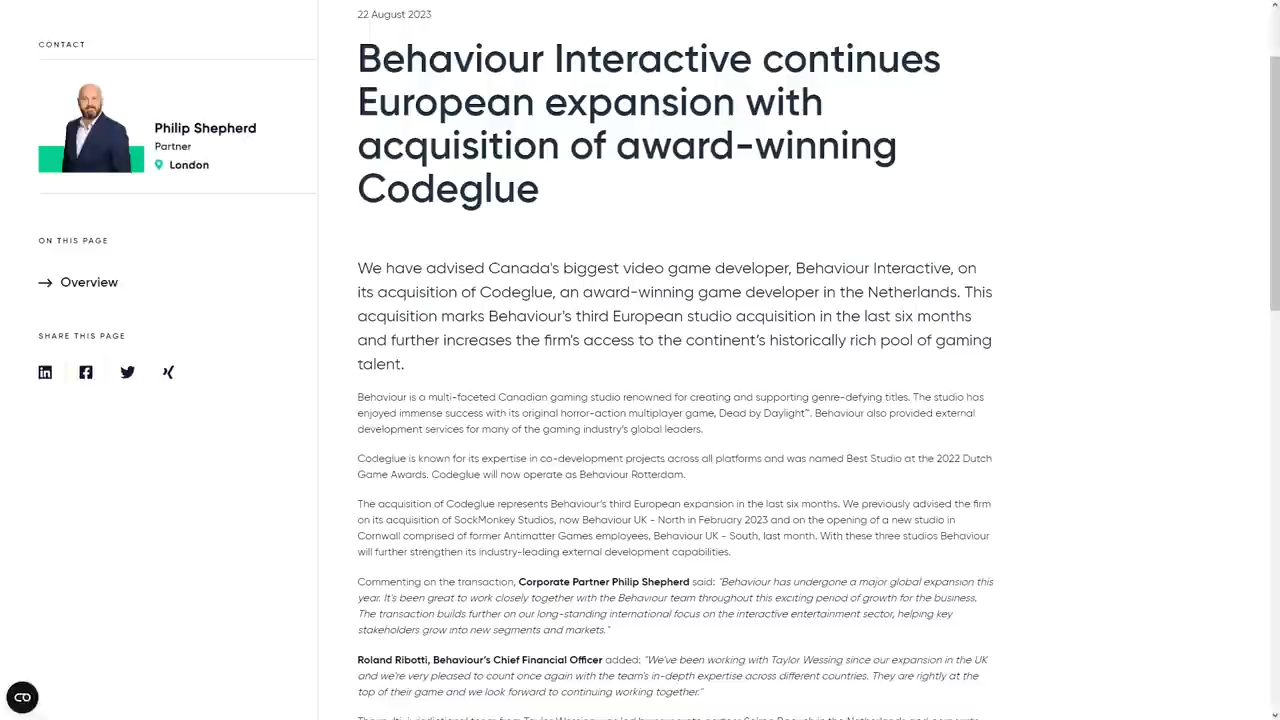 CONTACT
Philip Shepherd
Partner
London
ON THIS PAGE
Overview
SHARE THIS PAGE
22 August 2023
Behaviour Interactive continues
European expansion with
acquisition of award-winning
Codeglue
We have advised Canada's biggest video game developer, Behaviour Interactive, on
its acquisition of Codeglue, an award-winning game developer in the Netherlands. This
acquisition marks Behaviour's third European studio acquisition in the last six months
and further increases the firm's access to the continent's historically rich pool of gaming
talent.
Behaviour is a multi-faceted Canadian gaming studio renowned for creating and supporting genre-defying titles. The studio has
enjoyed immense success with its original horror-action multiplayer game, Dead by Daylight™. Behaviour also provided external
development services for many of the gaming industry's global leaders.
Codeglue is known for its expertise in co-development projects across all platforms and was named Best Studio at the 2022 Dutch
Game Awards. Codeglue will now operate as Behaviour Rotterdam.
The acquisition of Codeglue represents Behaviour's third European expansion in the last six months. We previously advised the firm
on its acquisition of SockMonkey Studios, now Behaviour UK - North in February 2023 and on the opening of a new studio in
Cornwall comprised of former Antimatter Games employees, Behaviour UK - South, last month. With these three studios Behaviour
will further strengthen its industry-leading external development capabilities.
Commenting on the transaction, Corporate Partner Philip Shepherd said: "Behaviour has undergone a major global expansion this
year. It's been great to work closely together with the Behaviour team throughout this exciting period of growth for the business.
The transaction builds further on our long-standing international focus on the interactive entertainment sector, helping key
stakeholders grow into new segments and markets."
Roland Ribotti, Behaviour's Chief Financial Officer added: "We've been working with Taylor Wessing since our expansion in the UK
and we're very pleased to count once again with the team's in-depth expertise across different countries. They are rightly at the
top of their game and we look forward to continuing working together."